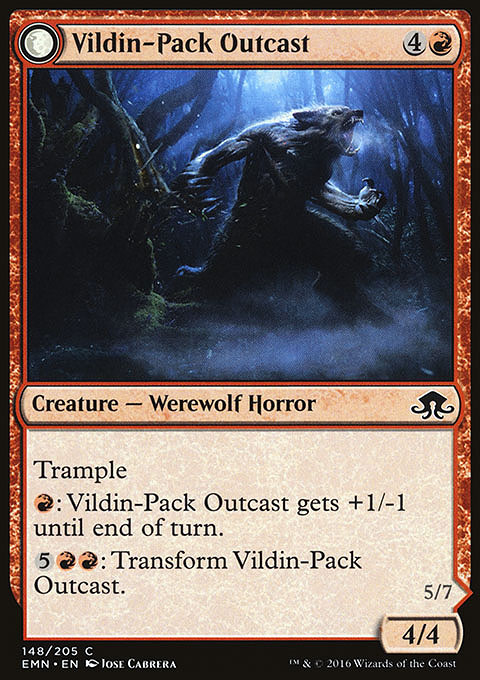 Vildin-Pack Outcast 4
Creature — Werewolf Horror
Trample
: Vildin-Pack Outcast gets +1/-1
until end of turn.
5: Transform Vildin-Pack
Outcast.
5/7
4/4
148/205 C
EMN • EN Jose Cabrera
™ & © 2016 Wizards of the Coast